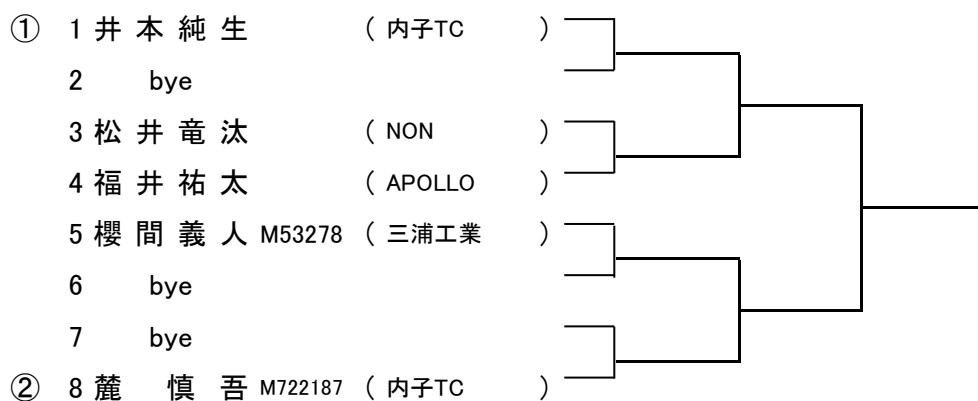 ① 1 井本純生 ( 内子TC )
2 bye
3 松井竜汰 ( NON )
4 福井祐太 ( APOLLO )
5 櫻間義人 M53278 ( 三浦工業 )
6 bye
7 bye
② 8 麓 慎吾 M722187 ( 内子TC )